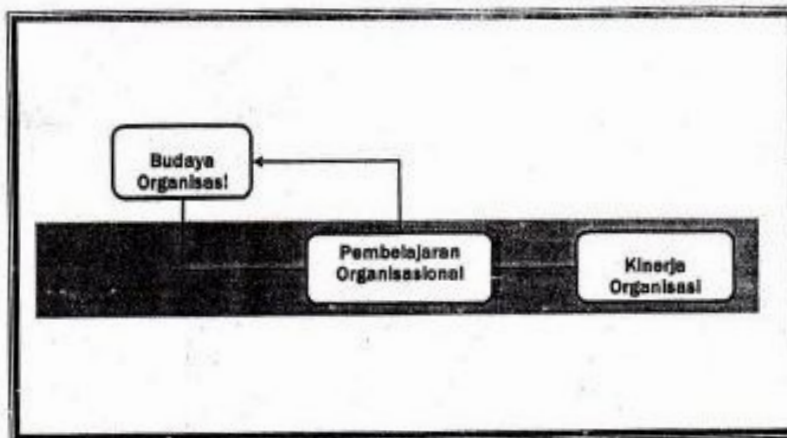 Budaya
Organisasi
Pembelajaran
Organisasional
Kinerja
Organisasi